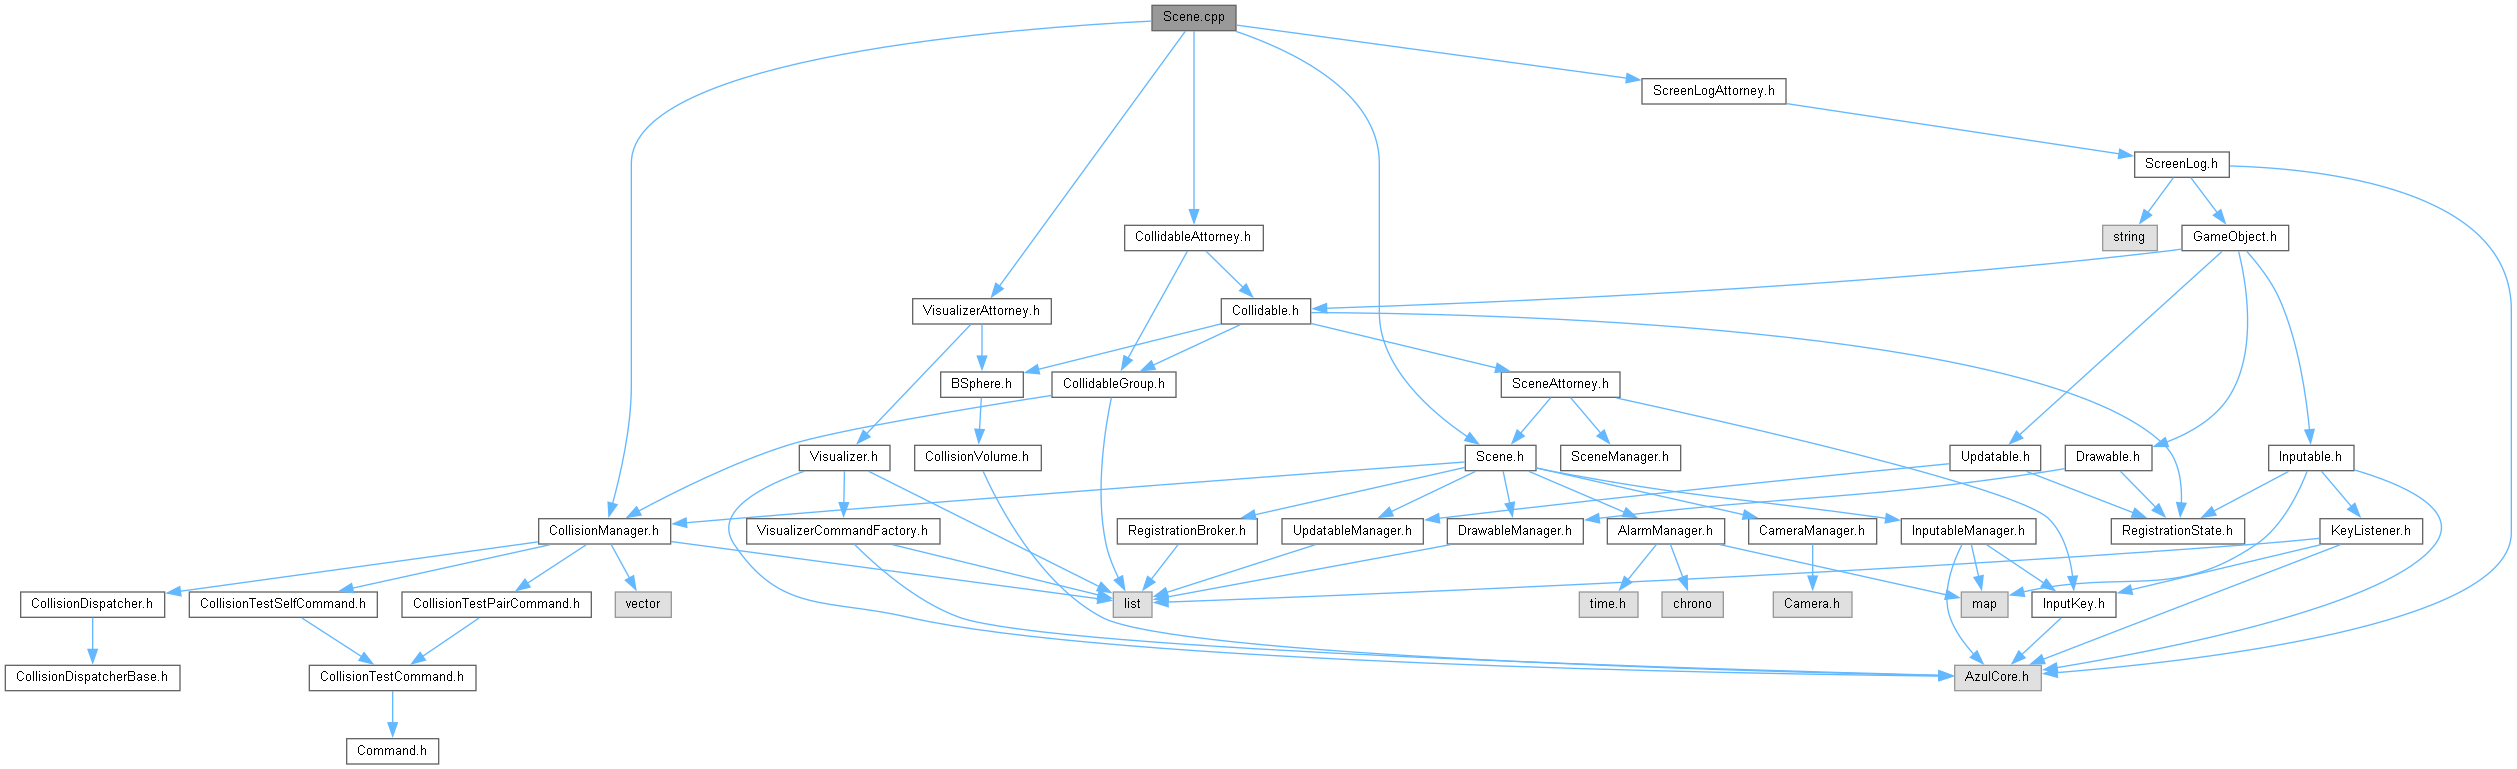 Scene.cpp
ScreenLogAttorney.h
ScreenLog.h
CollidableAttorney.h
string
GameObject.h
VisualizerAttorney.h
Collidable.h
BSphere.h
CollidableGroup.h
SceneAttorney.h
Visualizer.h
CollisionVolume.h
Scene.h
SceneManager.h
Updatable.h
Drawable.h
Inputable.h
CollisionManager.h
VisualizerCommandFactory.h
RegistrationBroker.h
UpdatableManager.h
DrawableManager.h
AlarmManager.h
CameraManager.h
InputableManager.h
RegistrationState.h
KeyListener.h
CollisionDispatcher.h
CollisionTestSelfCommand.h
CollisionTestPairCommand.h
vector
list
time.h
chrono
Camera.h
map
InputKey.h
CollisionDispatcherBase.h
CollisionTestCommand.h
AzulCore.h
Command.h